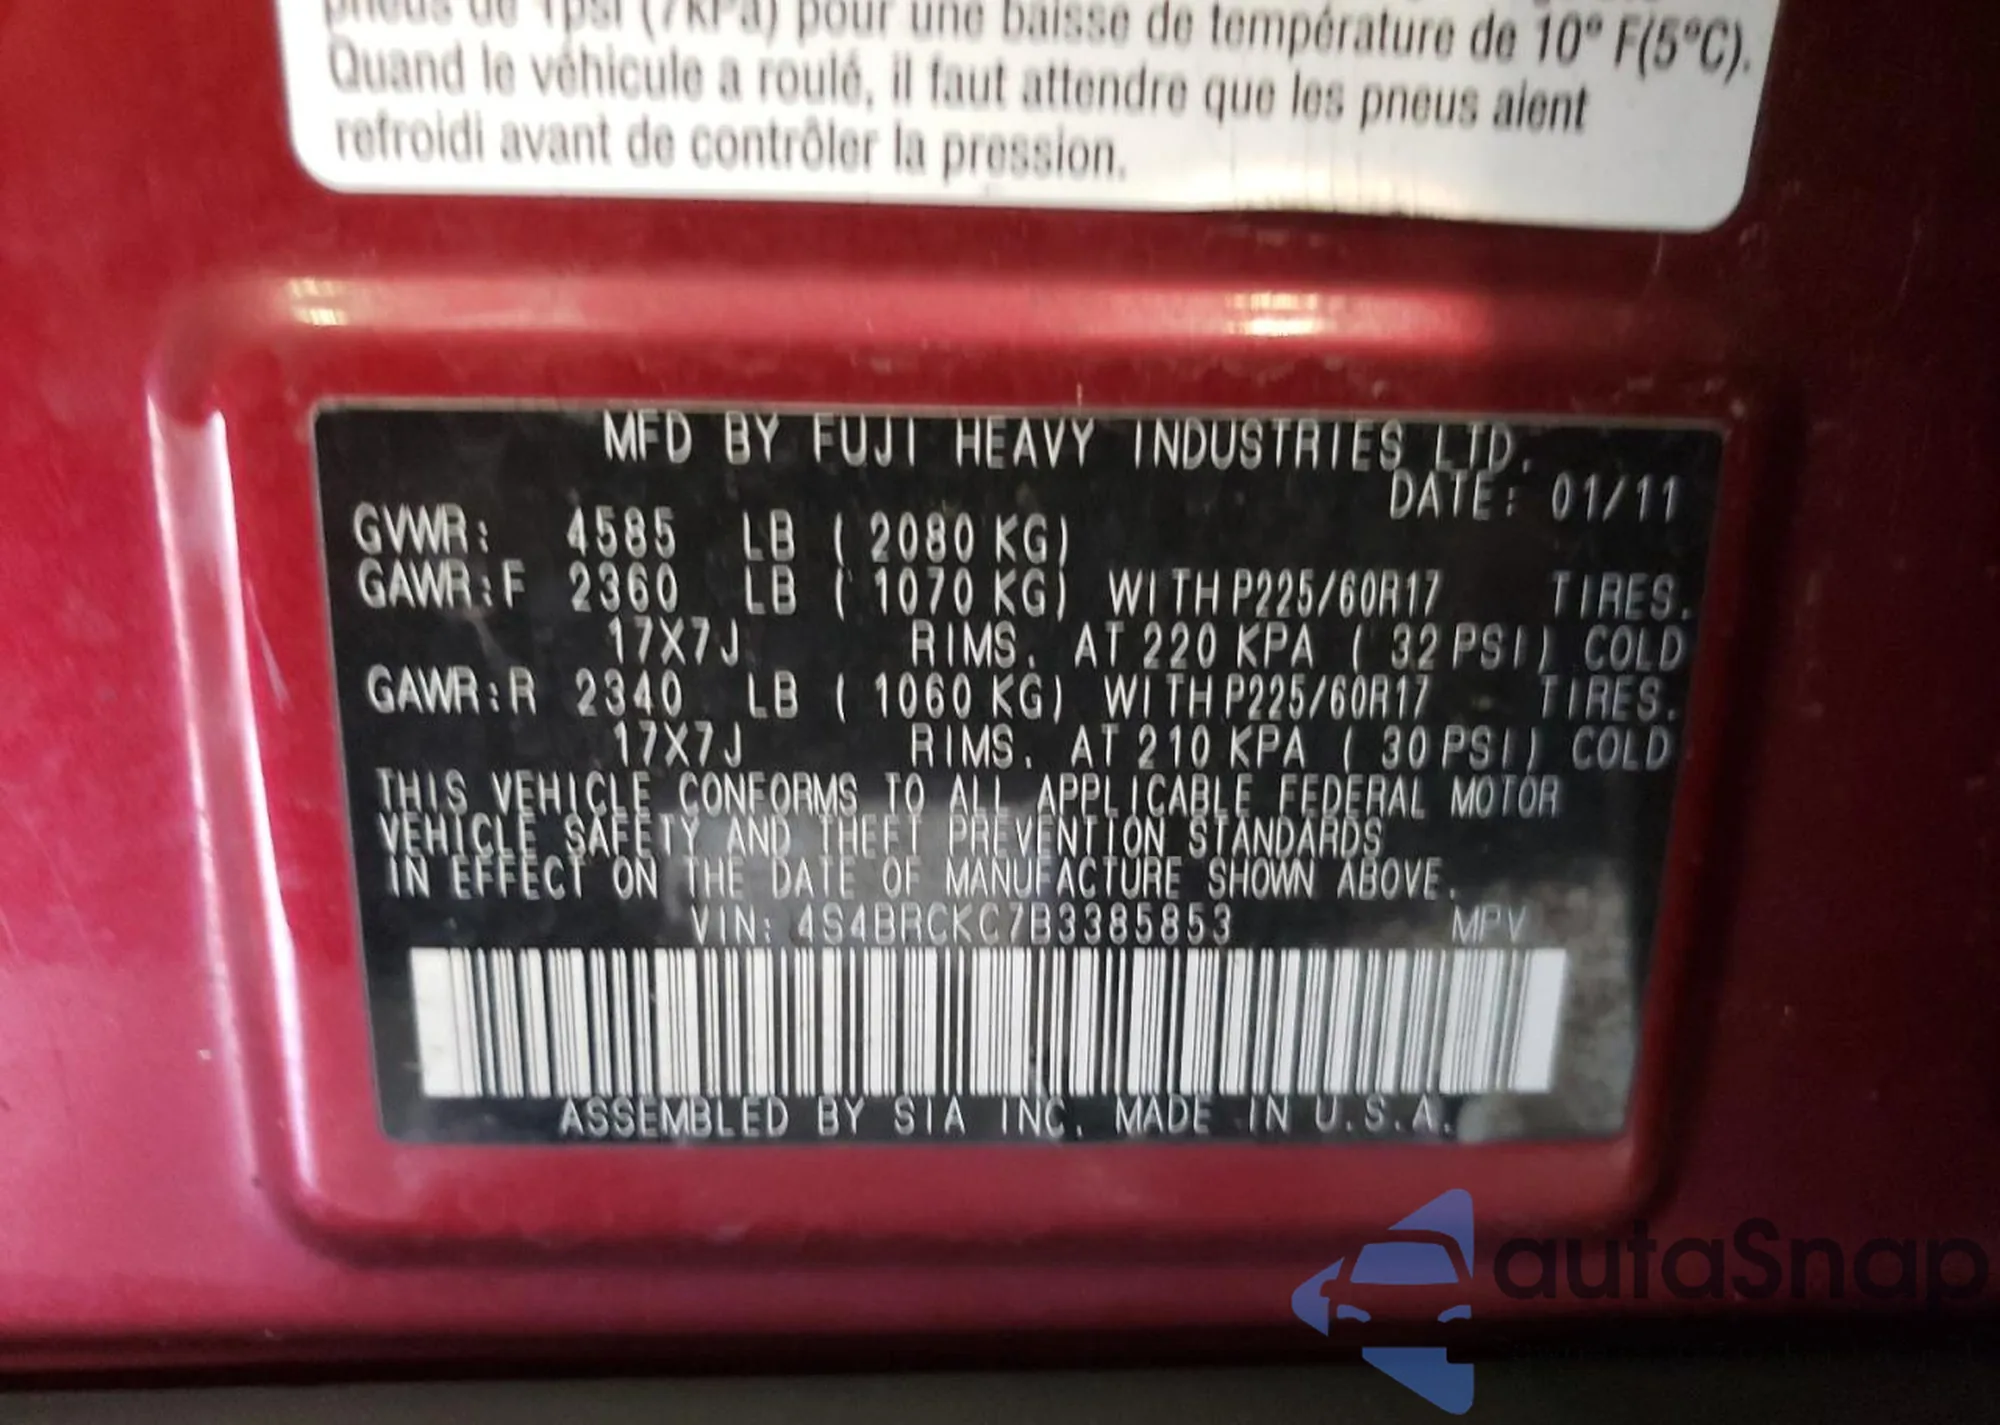 pneus de 1psi (7kPa) pour une baisse de température de 10° F(5°C).
Quand le véhicule a roulé, il faut attendre que les pneus aient
refroidi avant de contrôler la pression.
MFD BY FUJI HEAVY INDUSTRIES LTD.
DATE: 01/11
GVWR: 4585 LB ( 2080 KG)
GAWR:F 2360 LB ( 1070 KG) WITH P225/60R17 TIRES.
17X7J RIMS. AT 220 KPA ( 32 PSI) COLD
GAWR:R 2340 LB ( 1060 KG) WITH P225/60R17 TIRES.
17X7J RIMS. AT 210 KPA ( 30 PSI) COLD
THIS VEHICLE CONFORMS TO ALL APPLICABLE FEDERAL MOTOR
VEHICLE SAFETY AND THEFT PREVENTION STANDARDS
IN EFFECT ON THE DATE OF MANUFACTURE SHOWN ABOVE.
VIN: 4S4BRCKC7B3385853 MPV
ASSEMBLED BY SIA INC. MADE IN U.S.A.
autaSnap